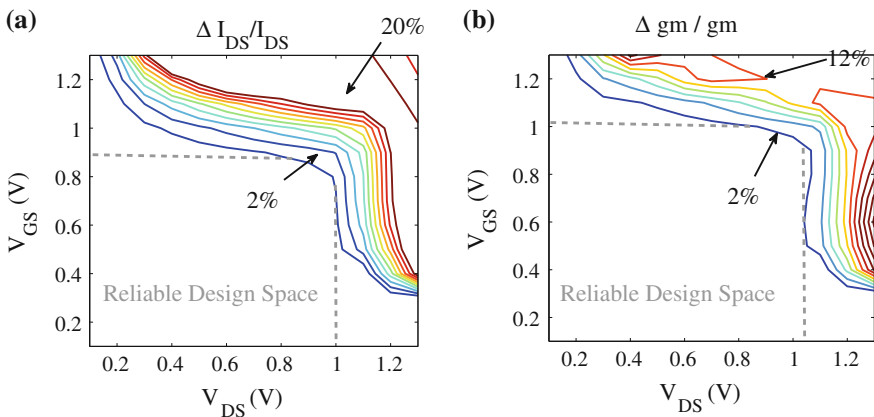 (a)
Δ I_DS/I_DS
20%
V_GS (V)
1.2
1
0.8
0.6
0.4
0.2
2%
Reliable Design Space
0.2 0.4 0.6 0.8 1 1.2
V_DS (V)
(b)
Δ gm / gm
12%
V_GS (V)
1.2
1
0.8
0.6
0.4
0.2
2%
Reliable Design Space
0.2 0.4 0.6 0.8 1 1.2
V_DS (V)